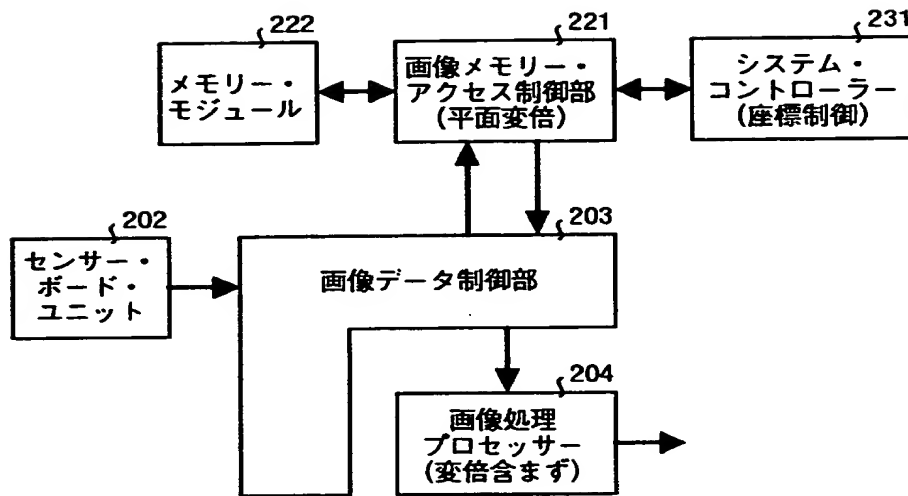 222
メモリー・
モジュール
221
画像メモリー・
アクセス制御部
(平面変倍)
231
システム・
コントローラー
(座標制御)
202
センサー・
ボード・
ユニット
203
画像データ制御部
204
画像処理
プロセッサー
(変倍含まず)